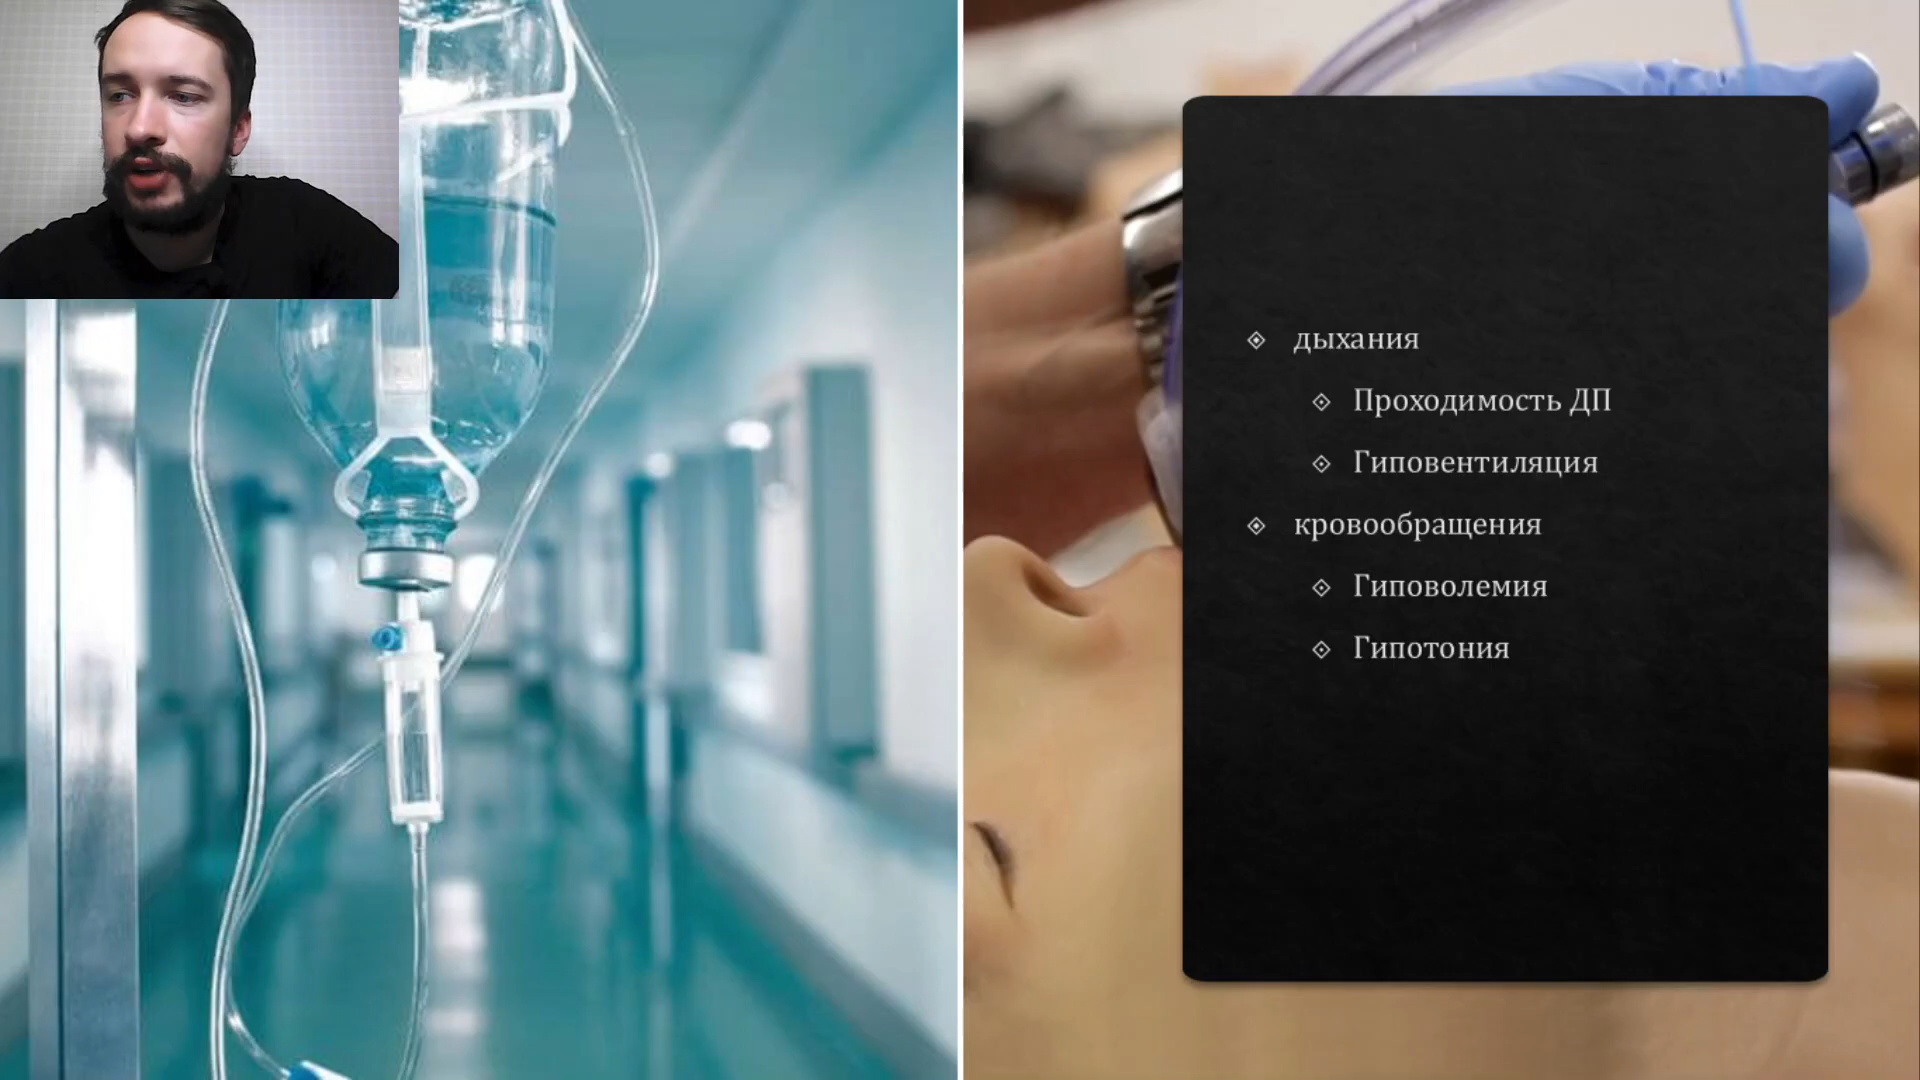 дыхания
Проходимость ДП
Гиповентиляция
кровообращения
Гиповолемия
Гипотония